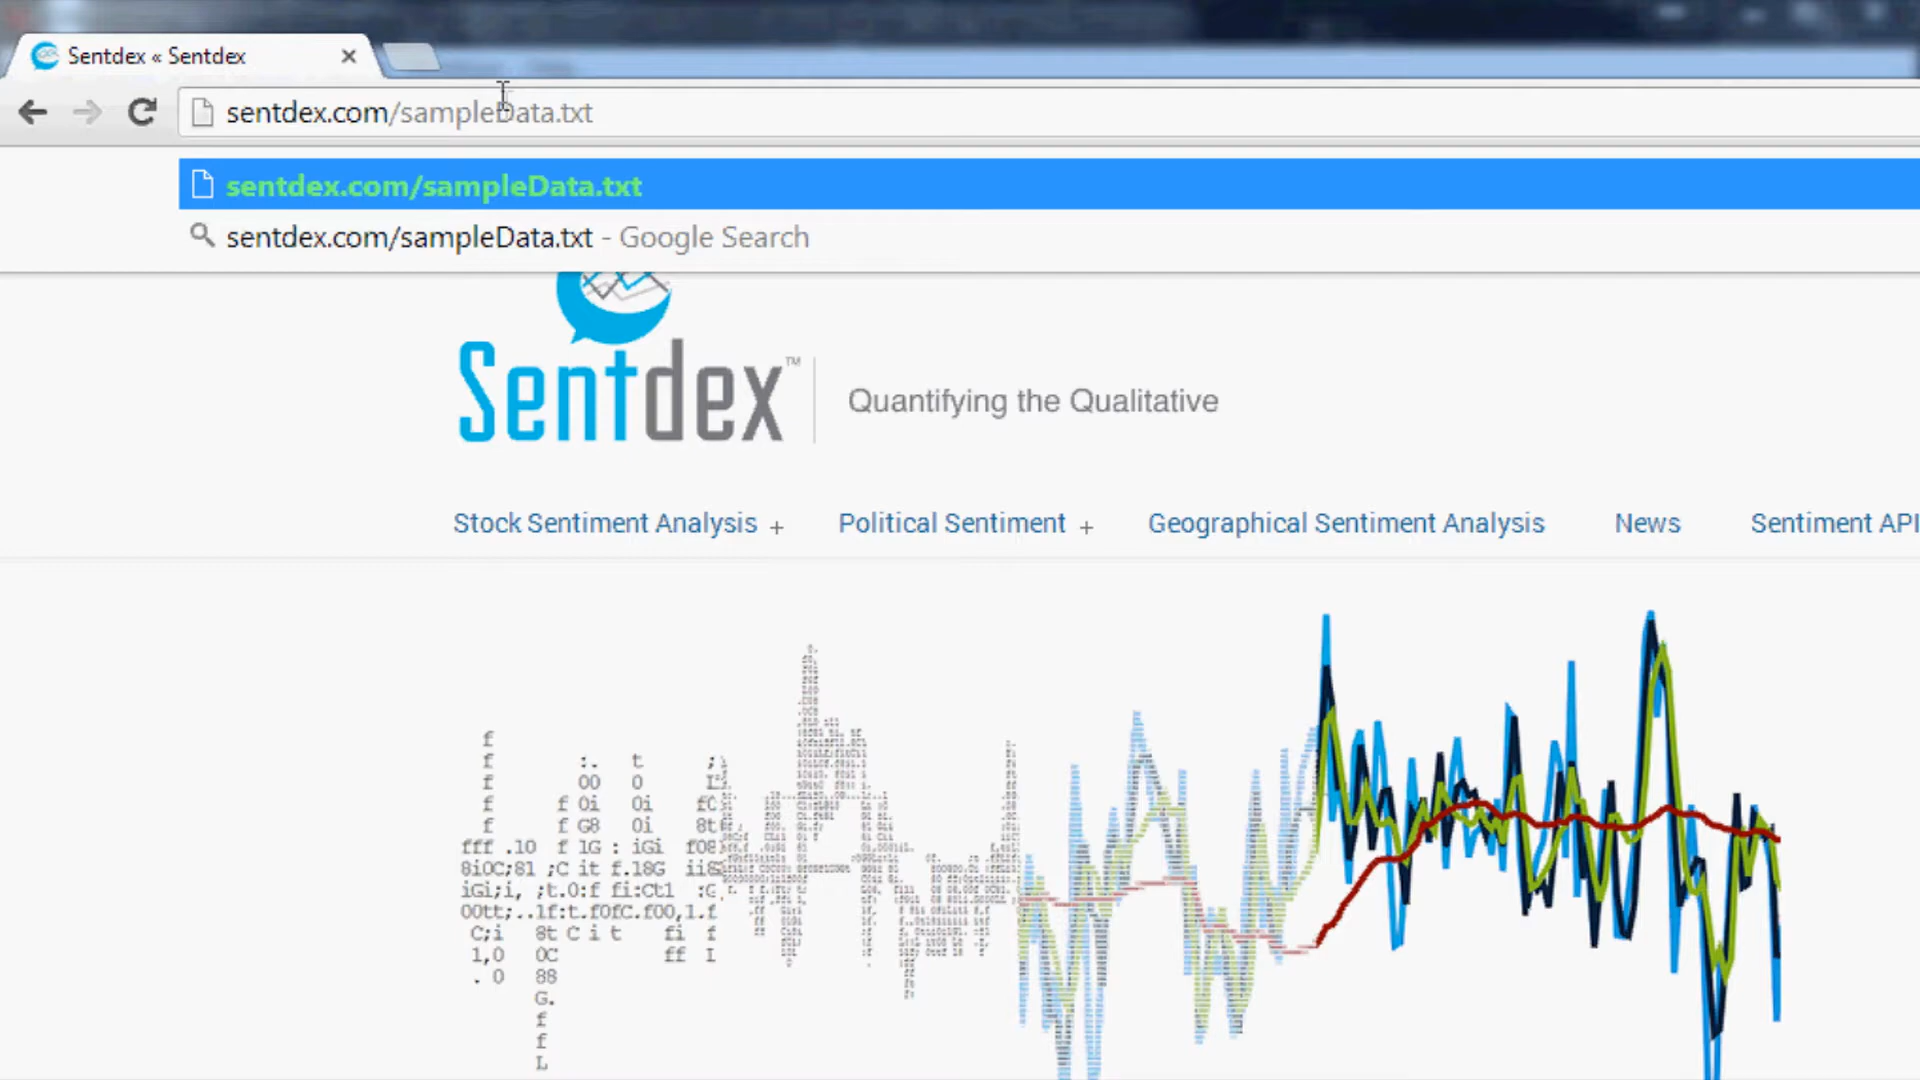 Sentdex « Sentdex
sentdex.com/sampleData.txt
sentdex.com/sampleData.txt
sentdex.com/sampleData.txt - Google Search
Sentdex™
Quantifying the Qualitative
Stock Sentiment Analysis +
Political Sentiment +
Geographical Sentiment Analysis
News
Sentiment API